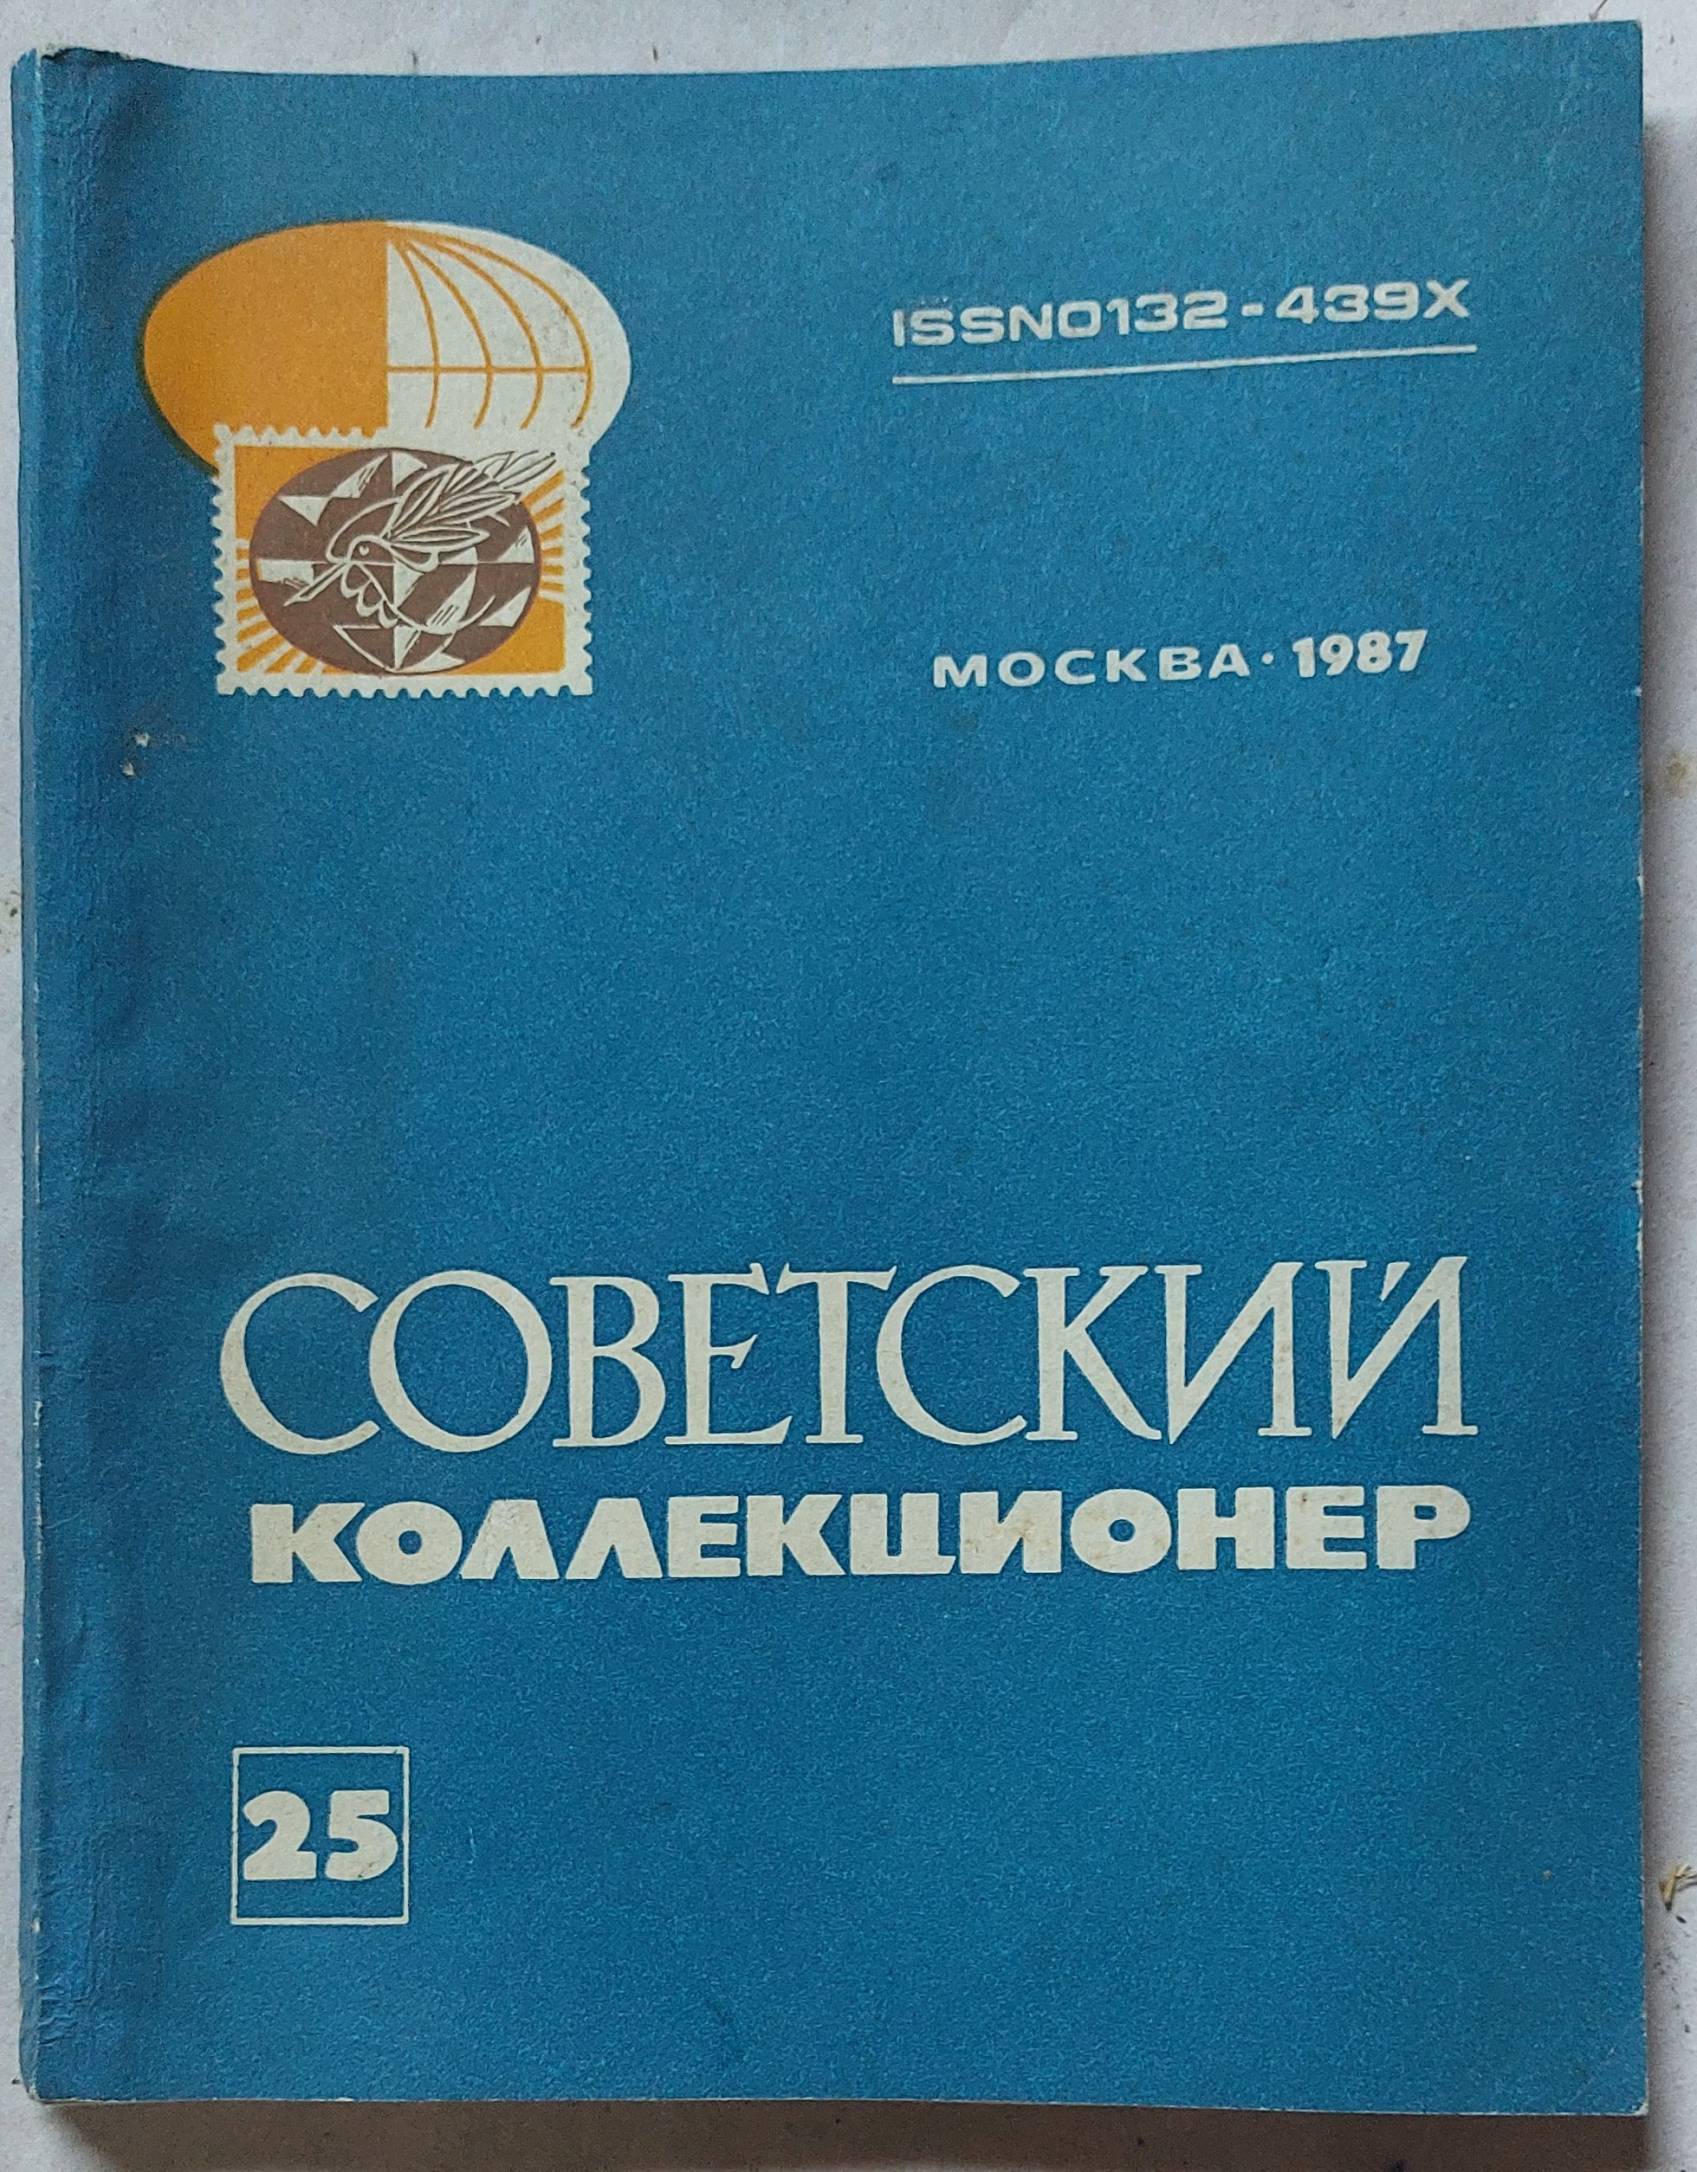 ISSN0132-439X
МОСКВА · 1987
СОВЕТСКИЙ
КОЛЛЕКЦИОНЕР
25